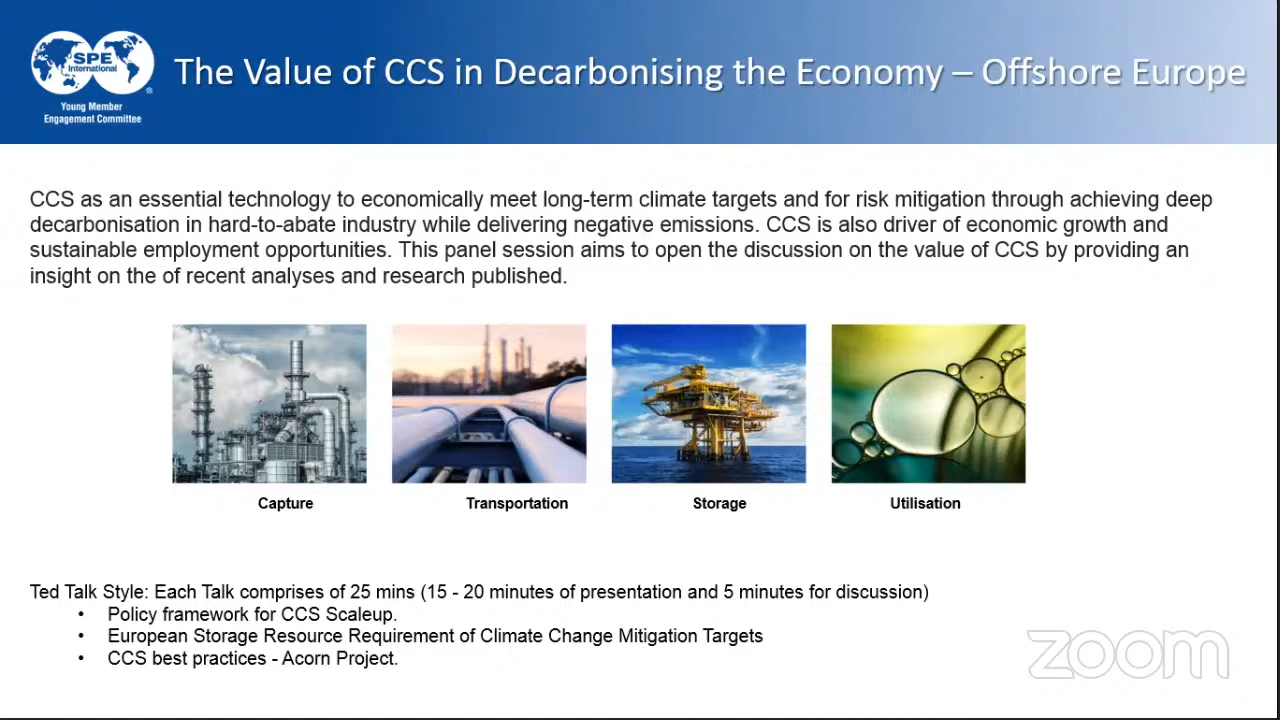 SPE
International
®
Young Member
Engagement Committee
The Value of CCS in Decarbonising the Economy – Offshore Europe
CCS as an essential technology to economically meet long-term climate targets and for risk mitigation through achieving deep
decarbonisation in hard-to-abate industry while delivering negative emissions. CCS is also driver of economic growth and
sustainable employment opportunities. This panel session aims to open the discussion on the value of CCS by providing an
insight on the of recent analyses and research published.
Capture
Transportation
Storage
Utilisation
Ted Talk Style: Each Talk comprises of 25 mins (15 - 20 minutes of presentation and 5 minutes for discussion)
• Policy framework for CCS Scaleup.
• European Storage Resource Requirement of Climate Change Mitigation Targets
• CCS best practices - Acorn Project.
zoom